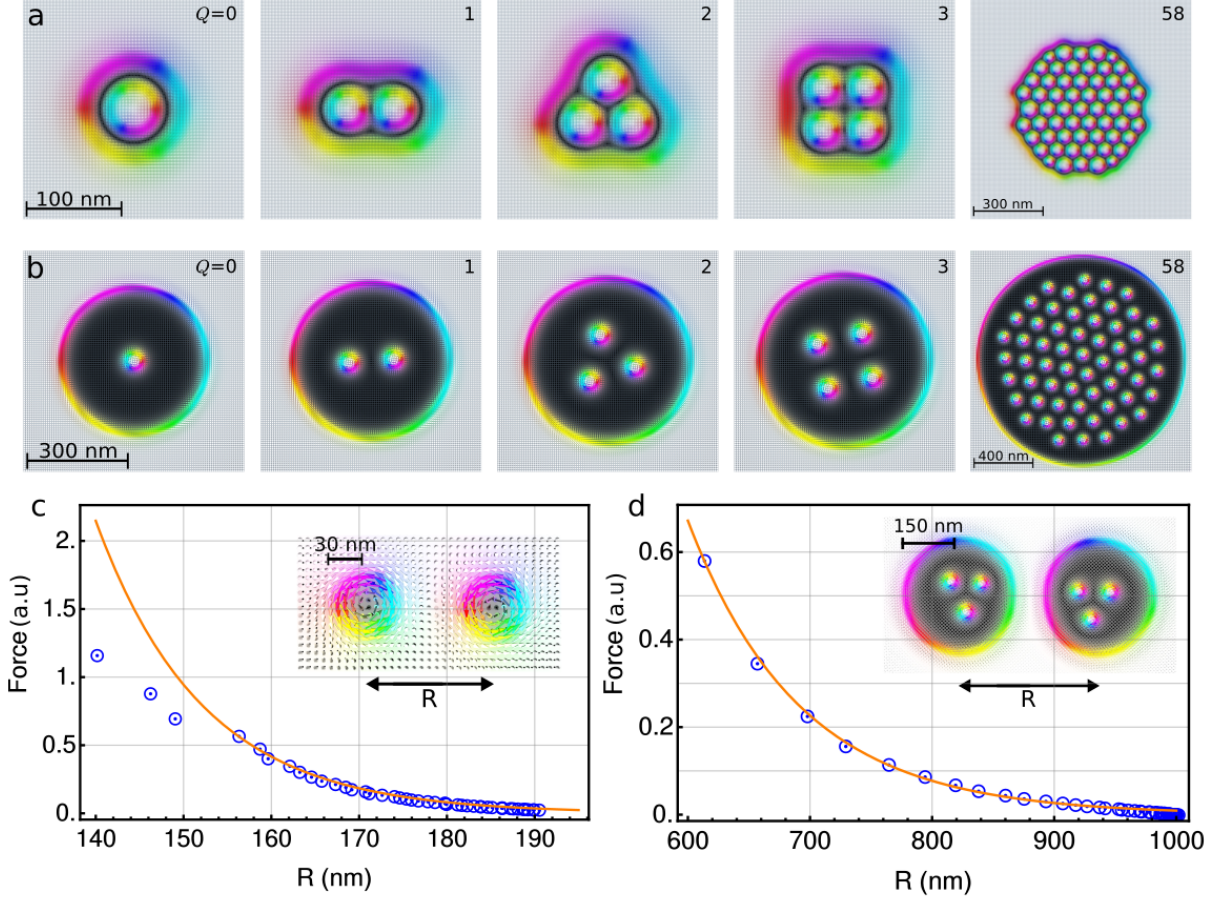 a
Q=0
1
2
3
58
100 nm
300 nm
b
Q=0
1
2
3
58
300 nm
400 nm
c
Force (a.u)
2.
1.5
1.
0.5
0.
30 nm
R
140 150 160 170 180 190
R (nm)
d
Force (a.u)
0.6
0.4
0.2
0.
150 nm
R
600 700 800 900 1000
R (nm)